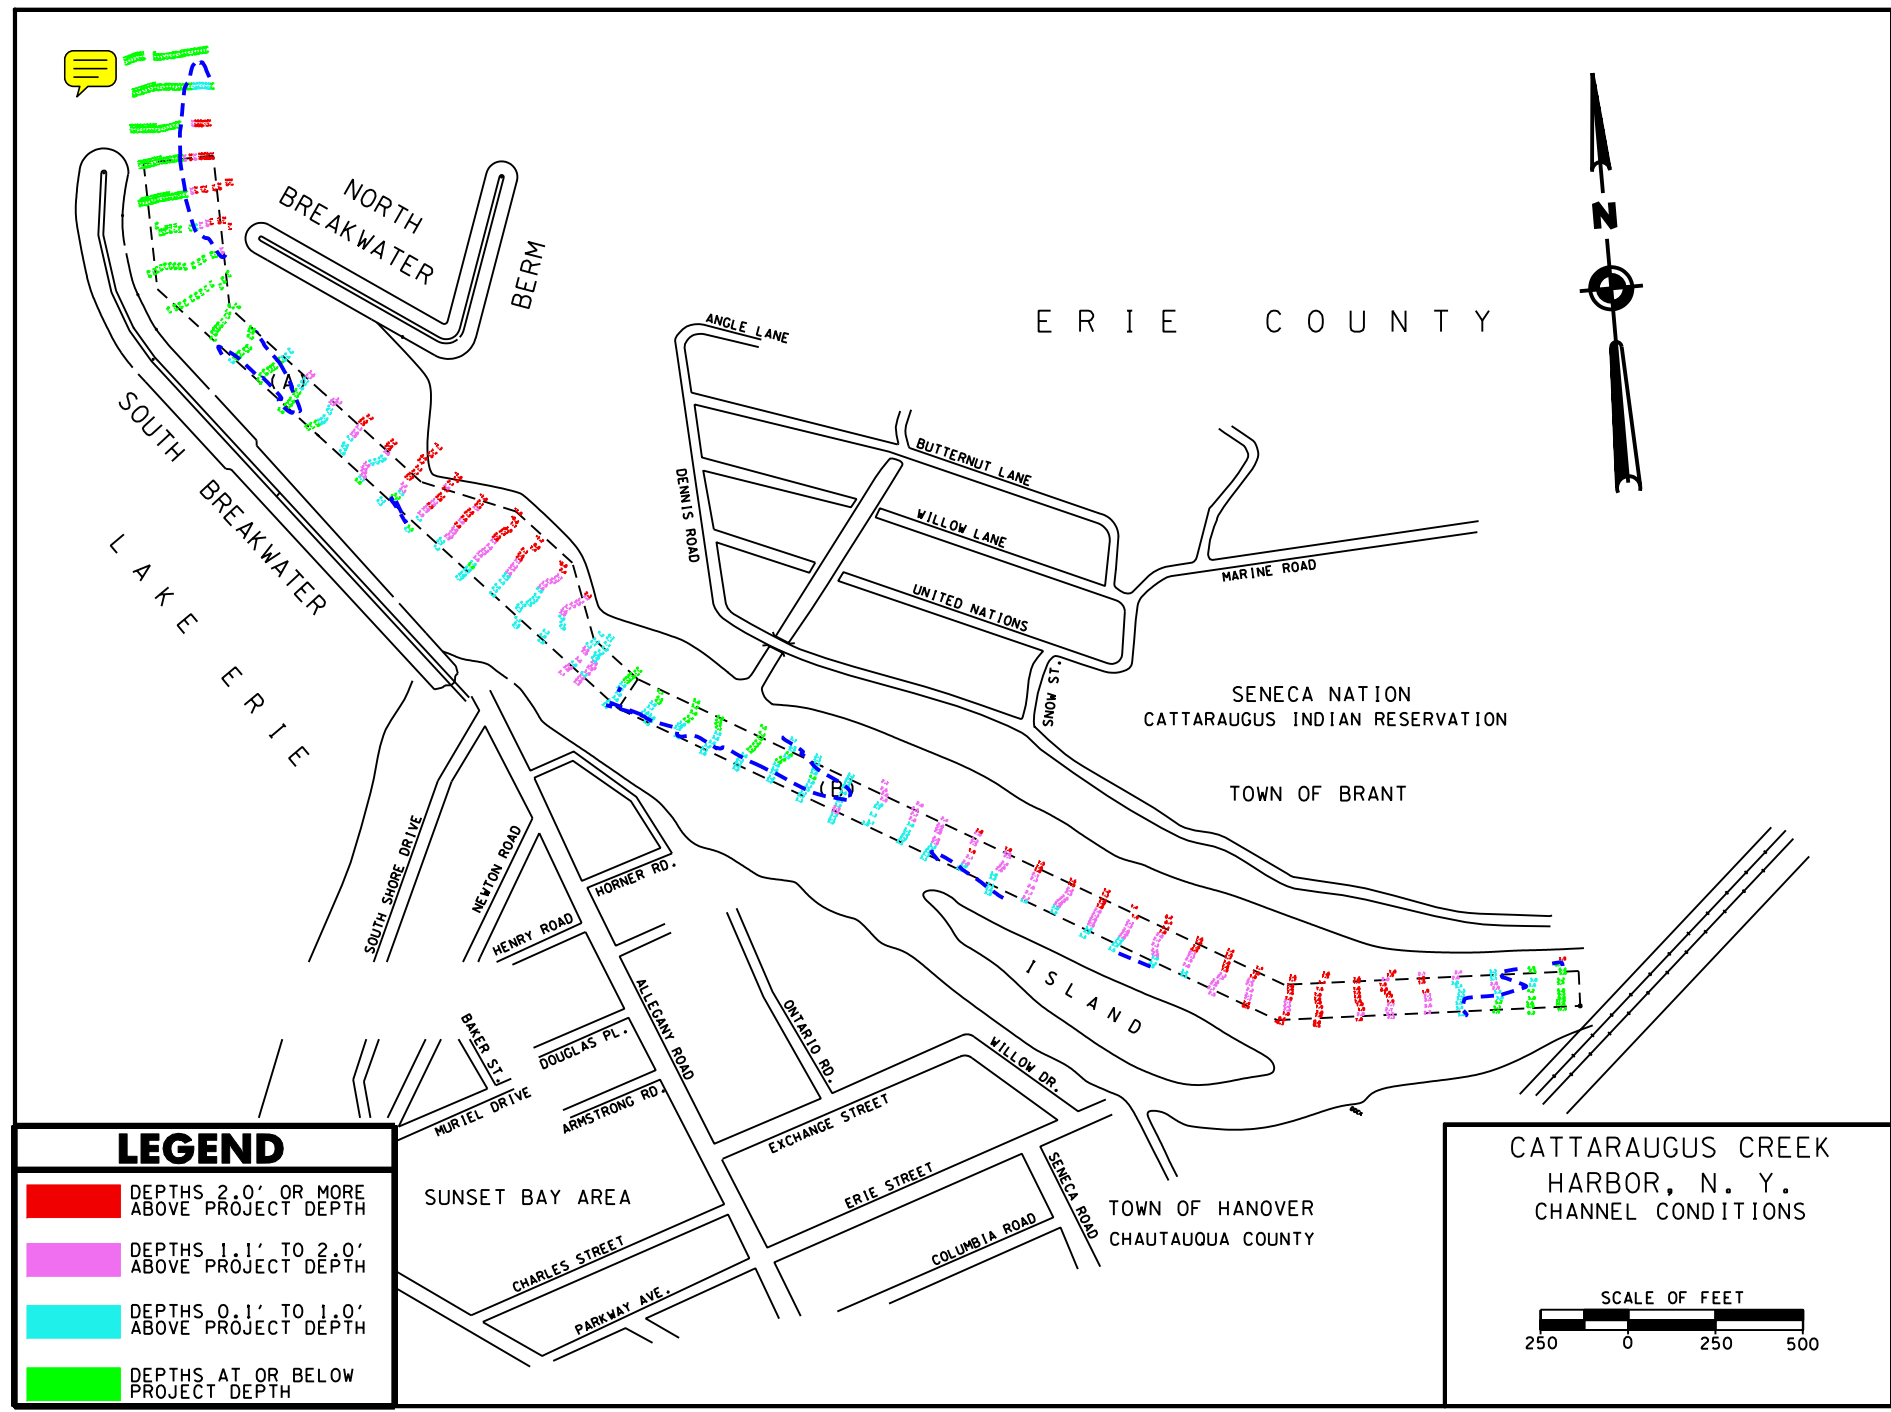 NORTH
BREAKWATER
BERM
N
ERIE COUNTY
ANGLE LANE
BUTTERNUT LANE
DENNIS ROAD
WILLOW LANE
UNITED NATIONS
MARINE ROAD
SNOW ST.
SOUTH BREAKWATER
LAKE ERIE
(A)
(B)
SENECA NATION
CATTARAUGUS INDIAN RESERVATION
TOWN OF BRANT
SOUTH SHORE DRIVE
NEWTON ROAD
HORNER RD.
HENRY ROAD
ALLEGANY ROAD
ONTARIO RD.
ISLAND
BAKER ST.
DOUGLAS PL.
MURIEL DRIVE
ARMSTRONG RD.
EXCHANGE STREET
WILLOW DR.
DOCK
ERIE STREET
SENECA ROAD
COLUMBIA ROAD
SUNSET BAY AREA
CHARLES STREET
PARKWAY AVE.
TOWN OF HANOVER
CHAUTAUQUA COUNTY
LEGEND
DEPTHS 2.0' OR MORE
ABOVE PROJECT DEPTH
DEPTHS 1.1' TO 2.0'
ABOVE PROJECT DEPTH
DEPTHS 0.1' TO 1.0'
ABOVE PROJECT DEPTH
DEPTHS AT OR BELOW
PROJECT DEPTH
CATTARAUGUS CREEK
HARBOR, N. Y.
CHANNEL CONDITIONS
SCALE OF FEET
250 0 250 500